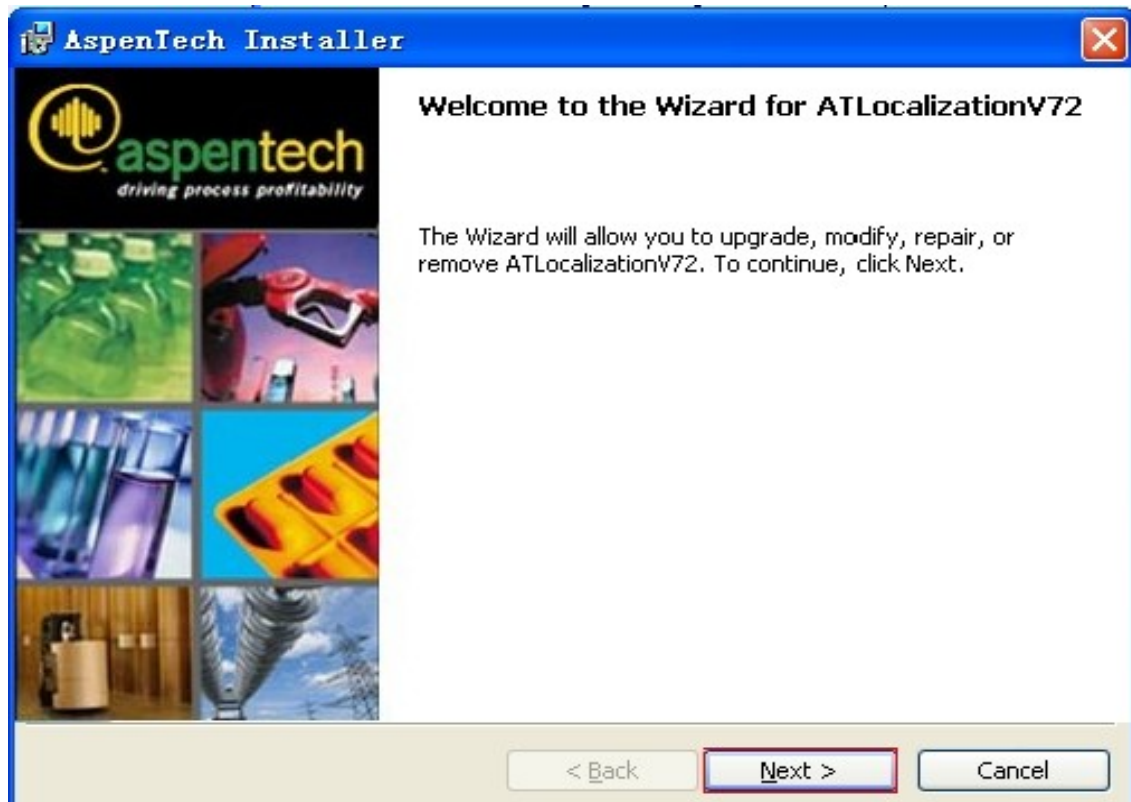 AspenTech Installer
aspentech
driving process profitability
Welcome to the Wizard for ATLocalizationV72
The Wizard will allow you to upgrade, modify, repair, or
remove ATLocalizationV72. To continue, click Next.
< Back
Next >
Cancel